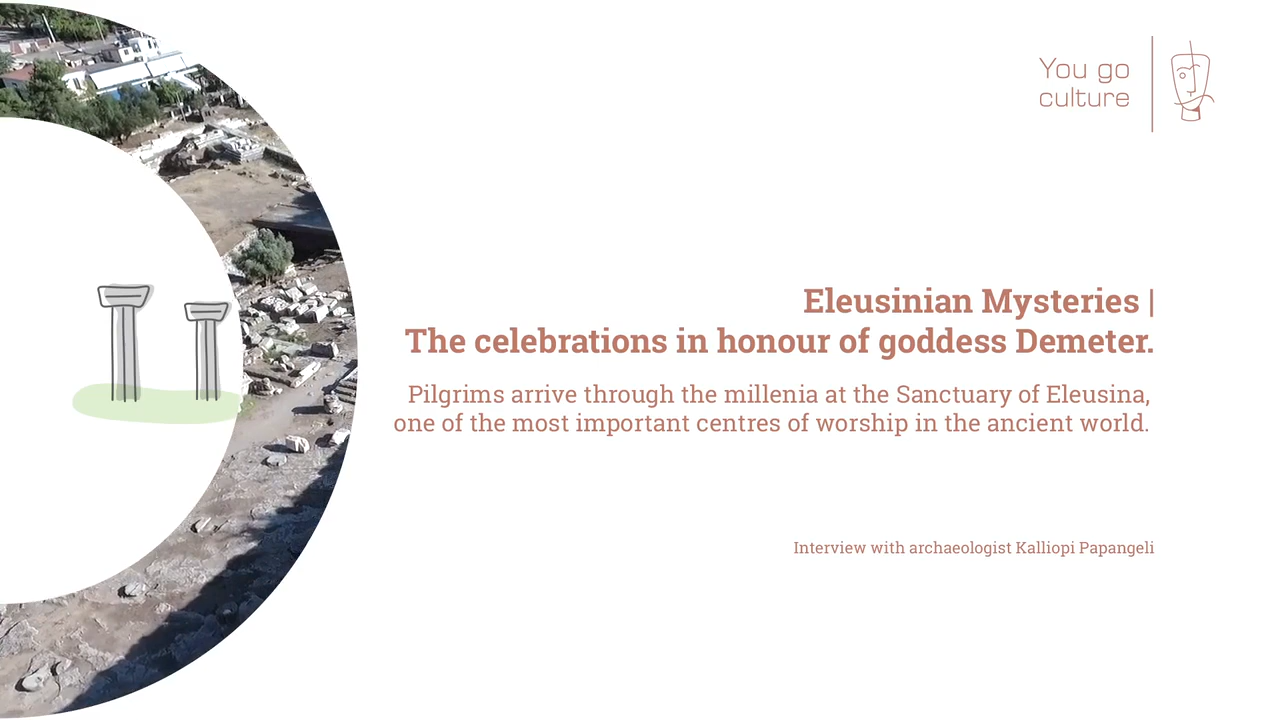 You go
culture
Eleusinian Mysteries |
The celebrations in honour of goddess Demeter.
Pilgrims arrive through the millenia at the Sanctuary of Eleusina,
one of the most important centres of worship in the ancient world.
Interview with archaeologist Kalliopi Papangeli